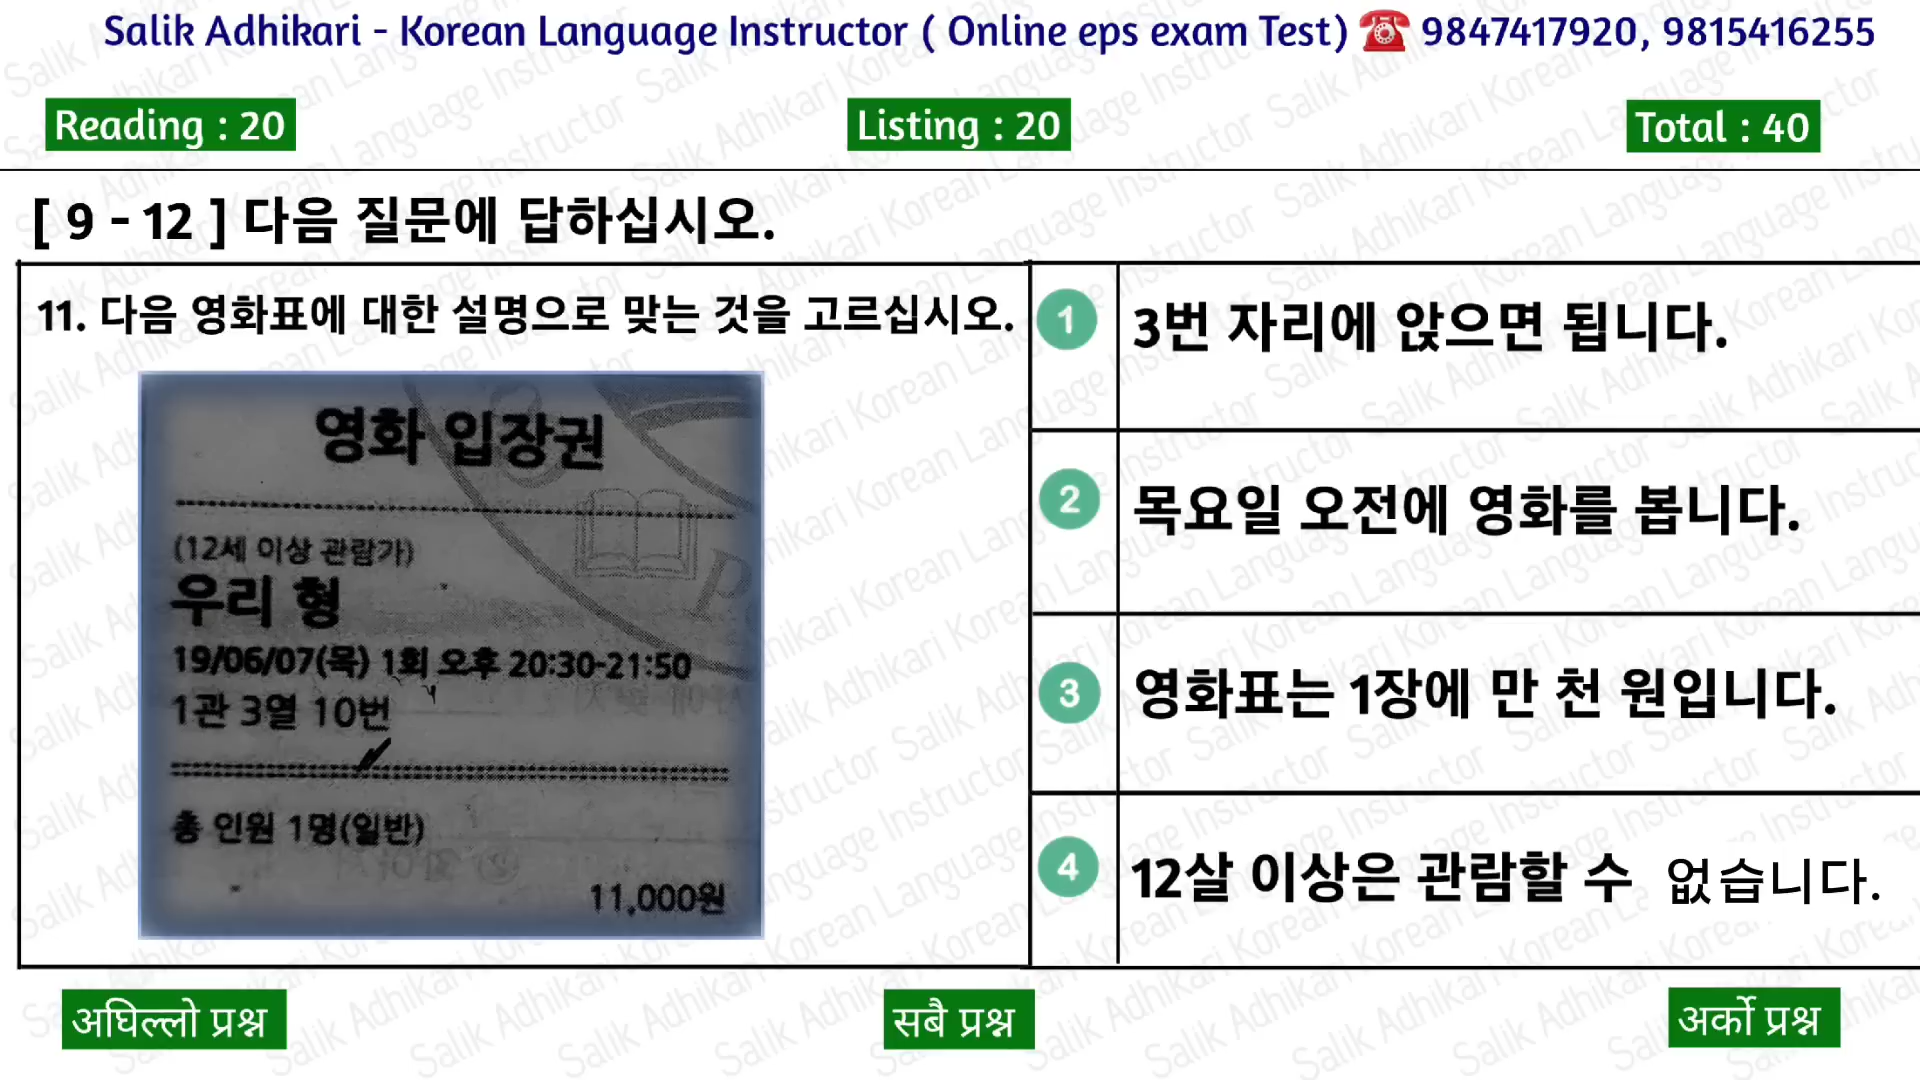 Salik Adhikari - Korean Language Instructor ( Online eps exam Test) ☎ 9847417920, 9815416255
Reading : 20
Listing : 20
Total : 40
[ 9 - 12 ] 다음 질문에 답하십시오.
11. 다음 영화표에 대한 설명으로 맞는 것을 고르십시오.
영화 입장권
(12세 이상 관람가)
우리 형
19/06/07(목) 1회 오후 20:30-21:50
1관 3열 10번
총 인원 1명(일반)
11,000원
1 3번 자리에 앉으면 됩니다.
2 목요일 오전에 영화를 봅니다.
3 영화표는 1장에 만 천 원입니다.
4 12살 이상은 관람할 수 없습니다.
अघिल्लो प्रश्न
सबै प्रश्न
अर्को प्रश्न